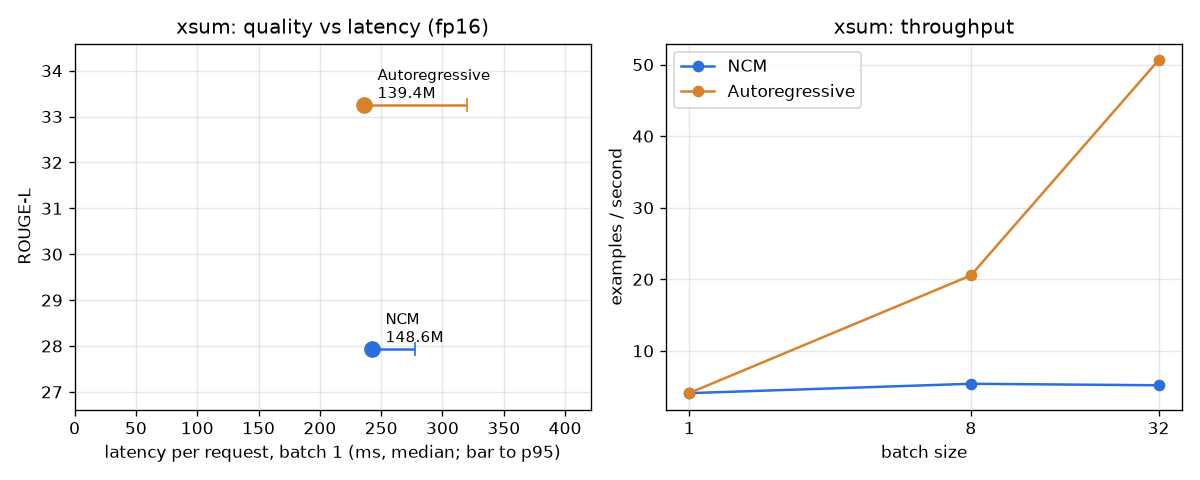 xsum: quality vs latency (fp16)
34
33
32
31
30
29
28
27
ROUGE-L
Autoregressive
139.4M
NCM
148.6M
0
50
100
150
200
250
300
350
400
latency per request, batch 1 (ms, median; bar to p95)
xsum: throughput
NCM
Autoregressive
50
40
30
20
10
examples / second
1
8
32
batch size